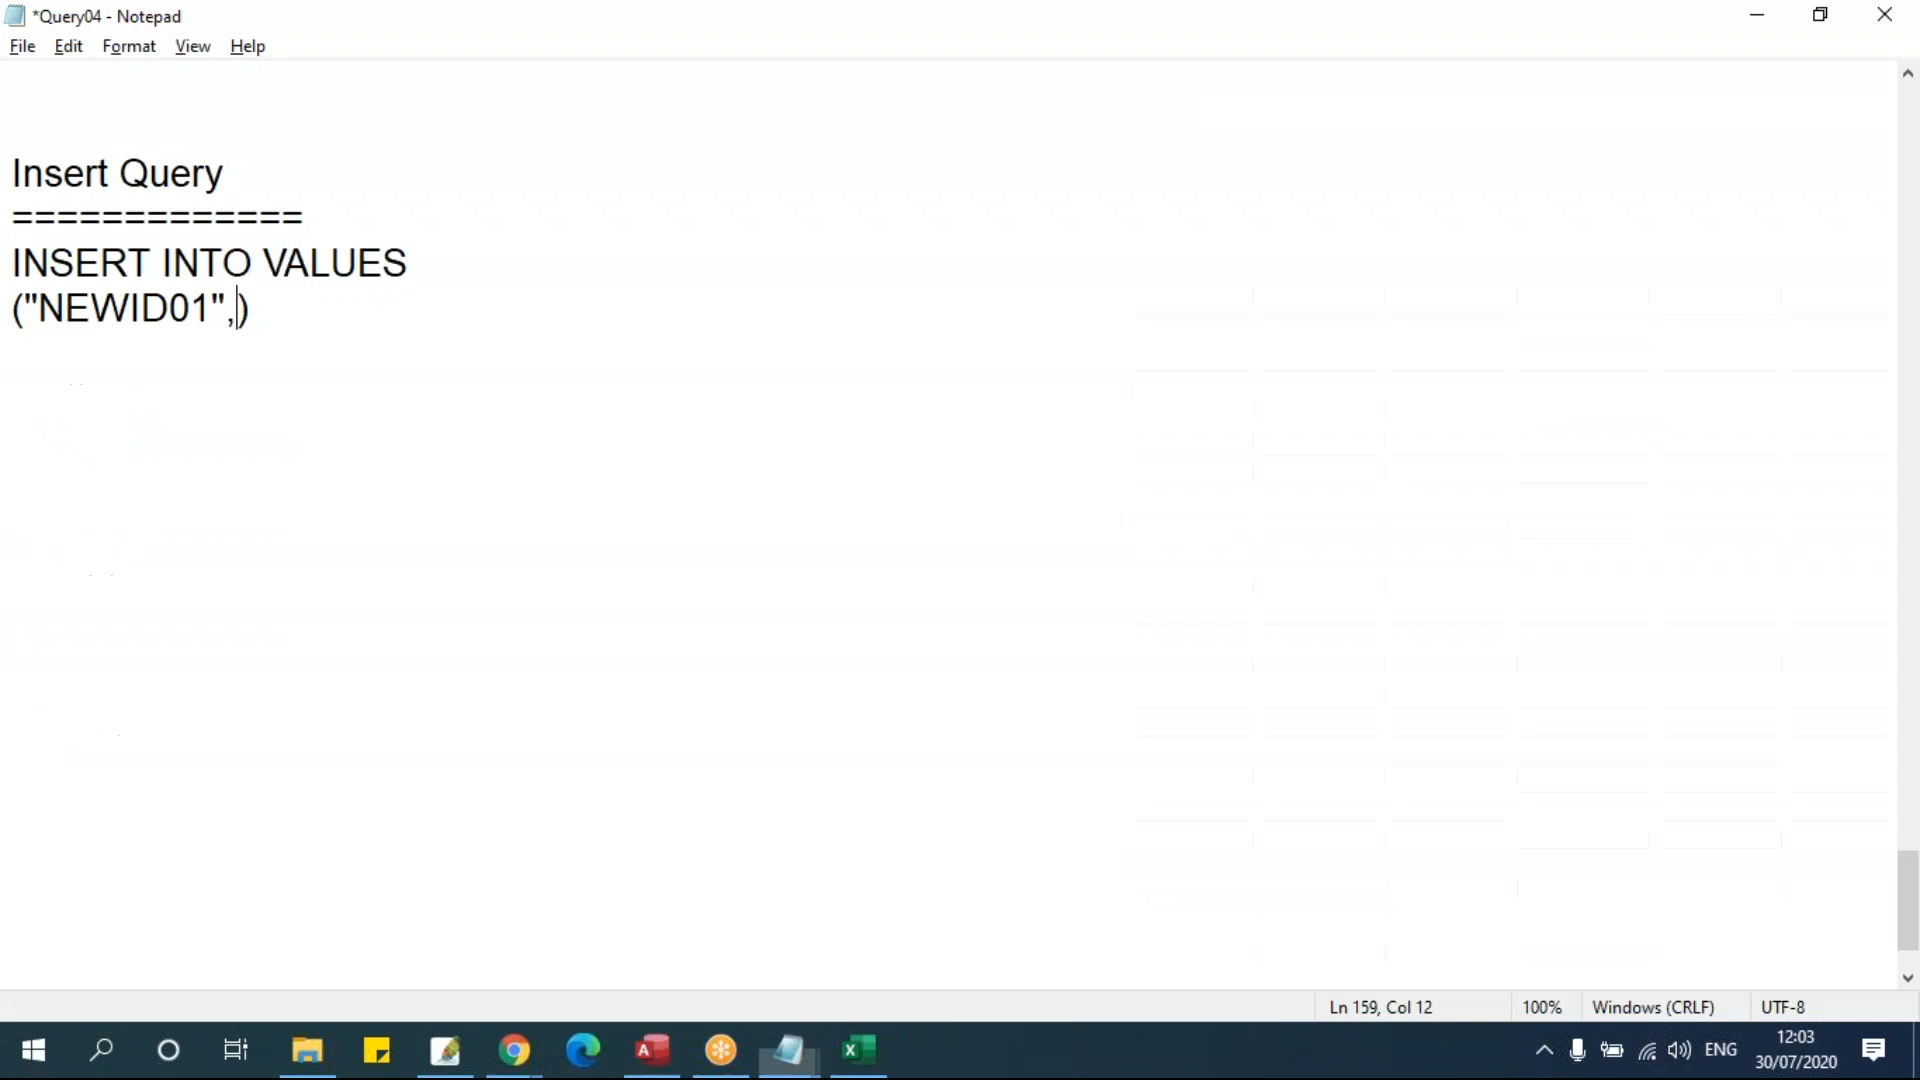 *Query04 - Notepad
File Edit Format View Help
Insert Query
=============
INSERT INTO VALUES
("NEWID01",)
Ln 159, Col 12 100% Windows (CRLF) UTF-8
ENG
12:03
30/07/2020